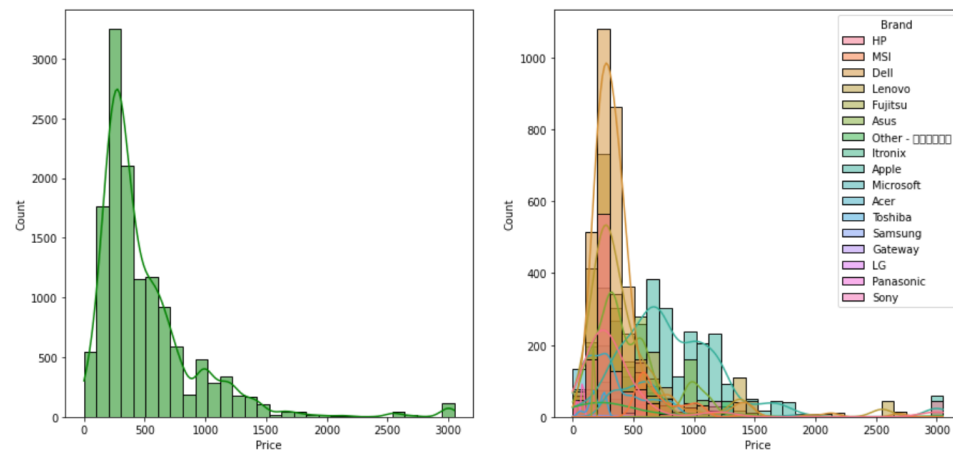 Count
3000
2500
2000
1500
1000
500
0
0 500 1000 1500 2000 2500 3000
Price
Count
1000
800
600
400
200
0
0 500 1000 1500 2000 2500 3000
Price
Brand
HP
MSI
Dell
Lenovo
Fujitsu
Asus
Other - 
Itronix
Apple
Microsoft
Acer
Toshiba
Samsung
Gateway
LG
Panasonic
Sony